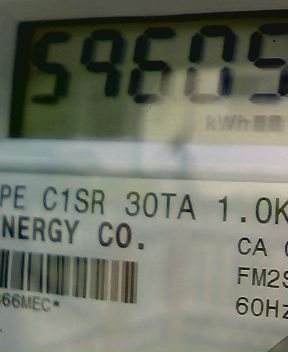 59605
kWh
PE C1SR 30TA 1.0K
NERGY CO.
CA
FM2S
66MEC*
60Hz